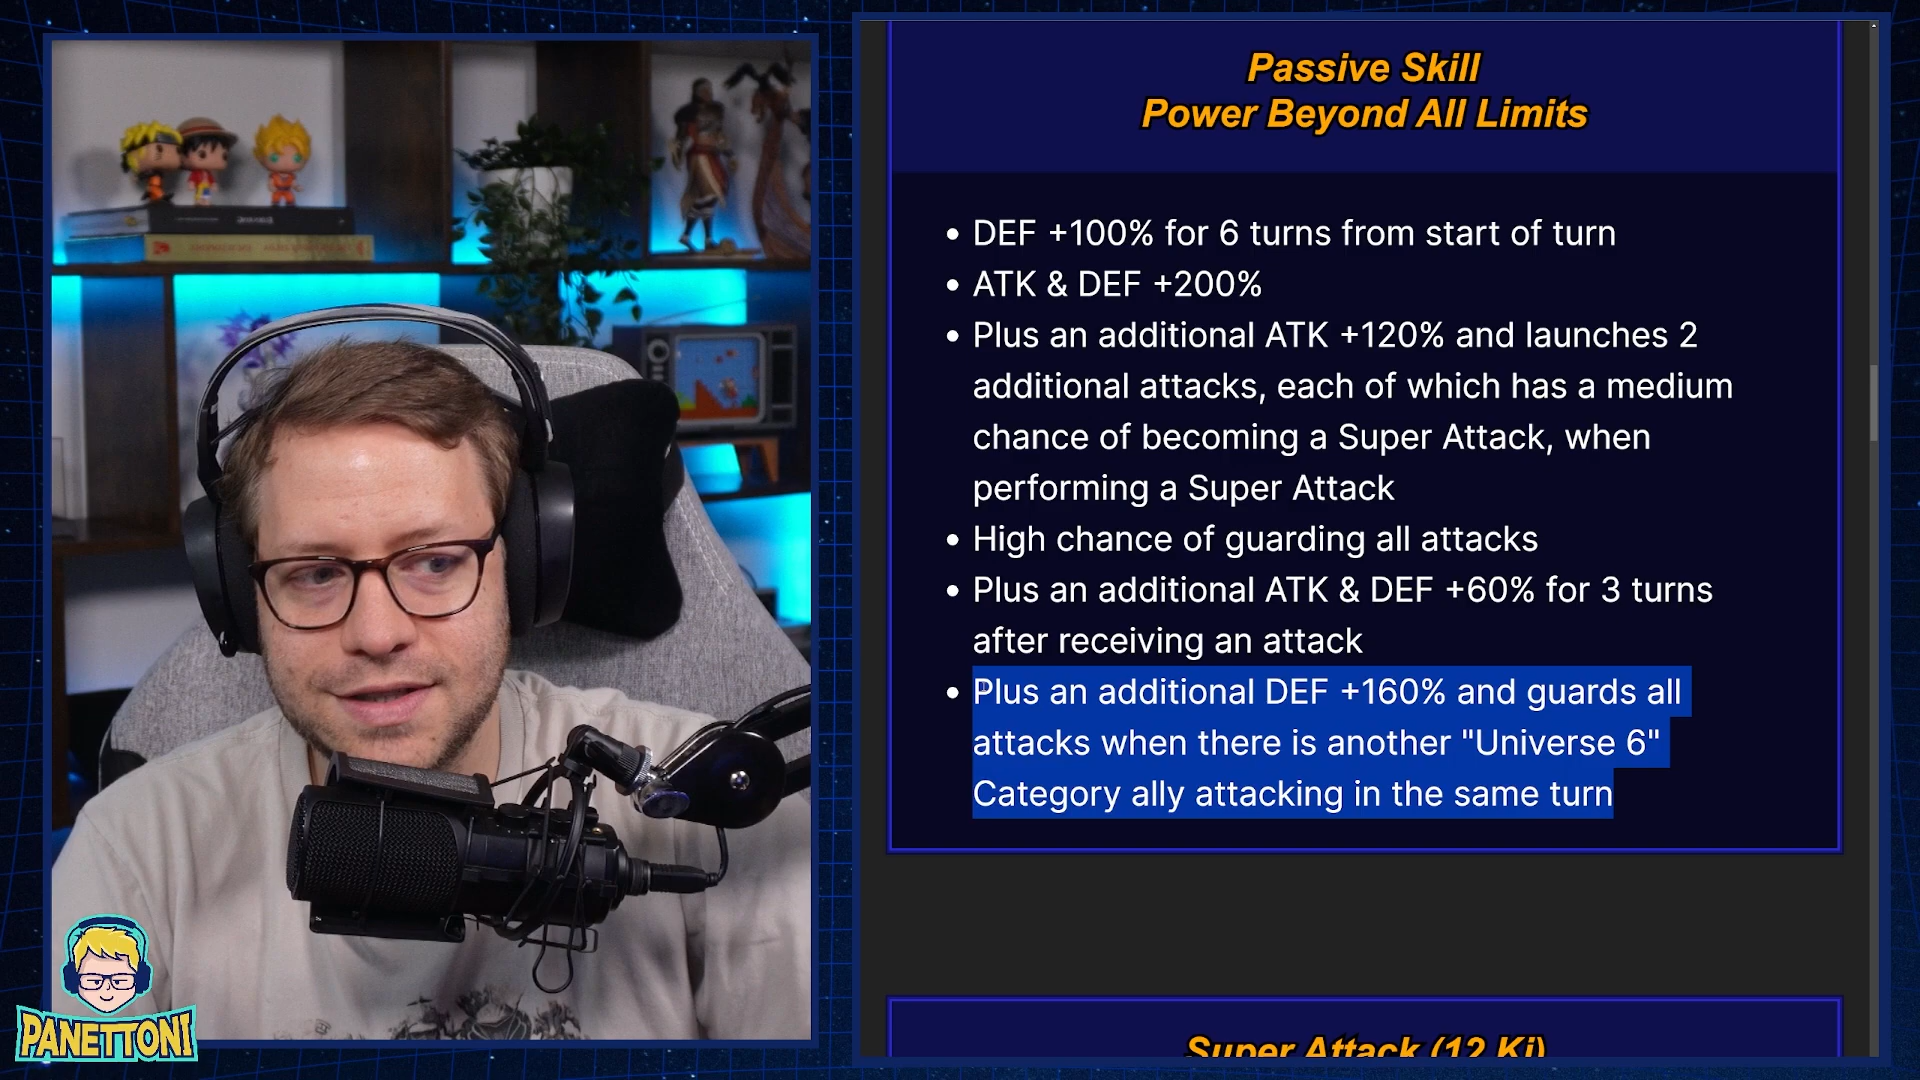 Passive Skill
Power Beyond All Limits
• DEF +100% for 6 turns from start of turn
• ATK & DEF +200%
• Plus an additional ATK +120% and launches 2
additional attacks, each of which has a medium
chance of becoming a Super Attack, when
performing a Super Attack
• High chance of guarding all attacks
• Plus an additional ATK & DEF +60% for 3 turns
after receiving an attack
• Plus an additional DEF +160% and guards all
attacks when there is another "Universe 6"
Category ally attacking in the same turn
Super Attack (12 Ki)
PANETTONI